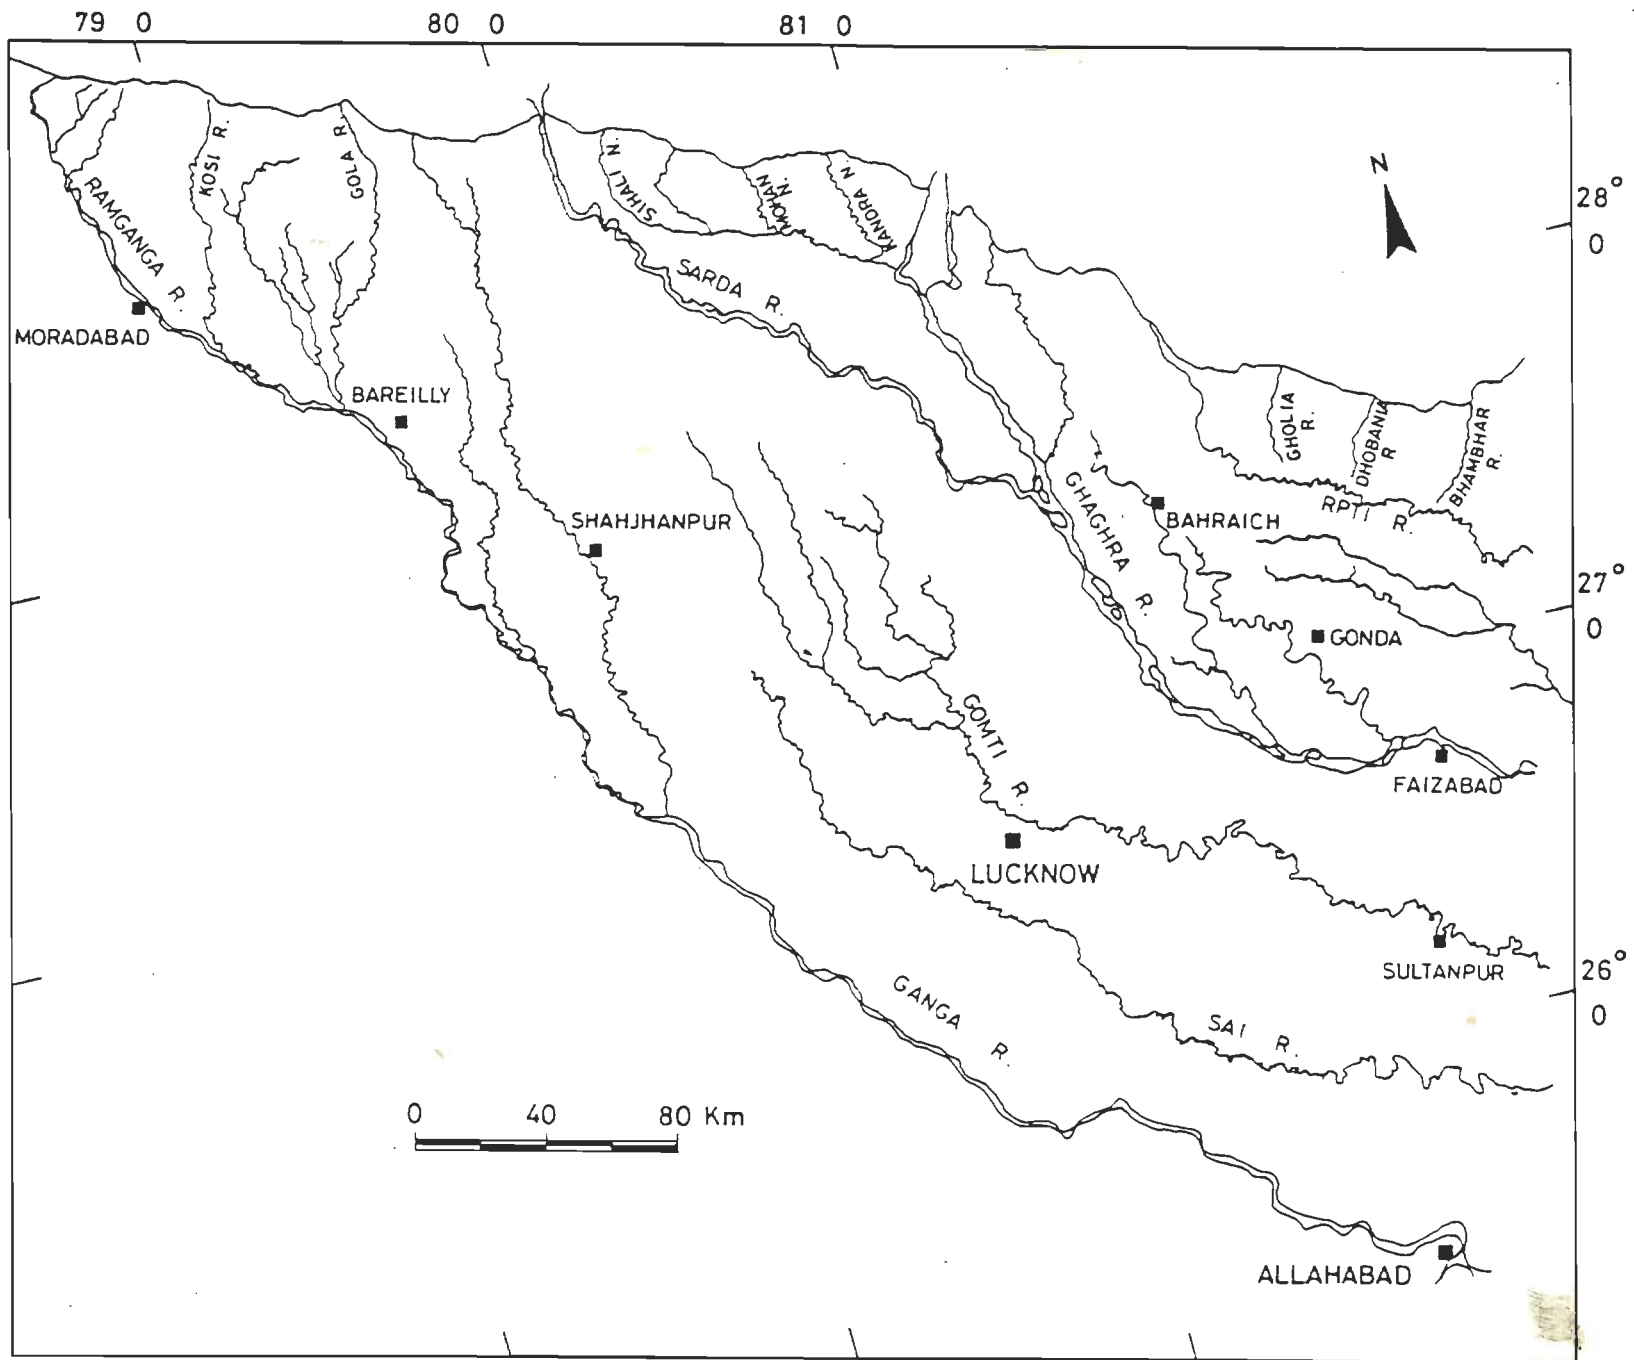 79 0
80 0
81 0
N
28°
0
KOSI R.
GOLA R
SIHALI N.
MOHAN N.
KANDRA N.
RAMGANGA R.
SARDA R.
MORADABAD
BAREILLY
GHOLIA R.
DHOBANIA R
BHAMBHAR R.
RPTI R.
SHAHJHANPUR
GHAGHRA R.
BAHRAICH
27°
0
GONDA
GOMTI R.
FAIZABAD
LUCKNOW
SULTANPUR
26°
0
GANGA R.
SAI R.
0 40 80 Km
ALLAHABAD